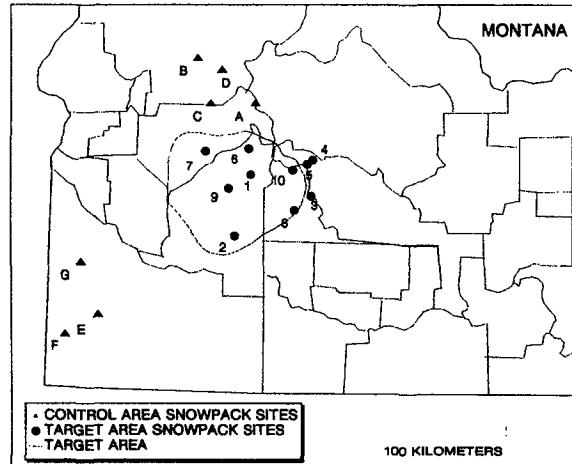 MONTANA
B
D
C
A
4
7
6
5
10
1
9
3
8
2
G
E
F
CONTROL AREA SNOWPACK SITES
TARGET AREA SNOWPACK SITES
TARGET AREA
100 KILOMETERS